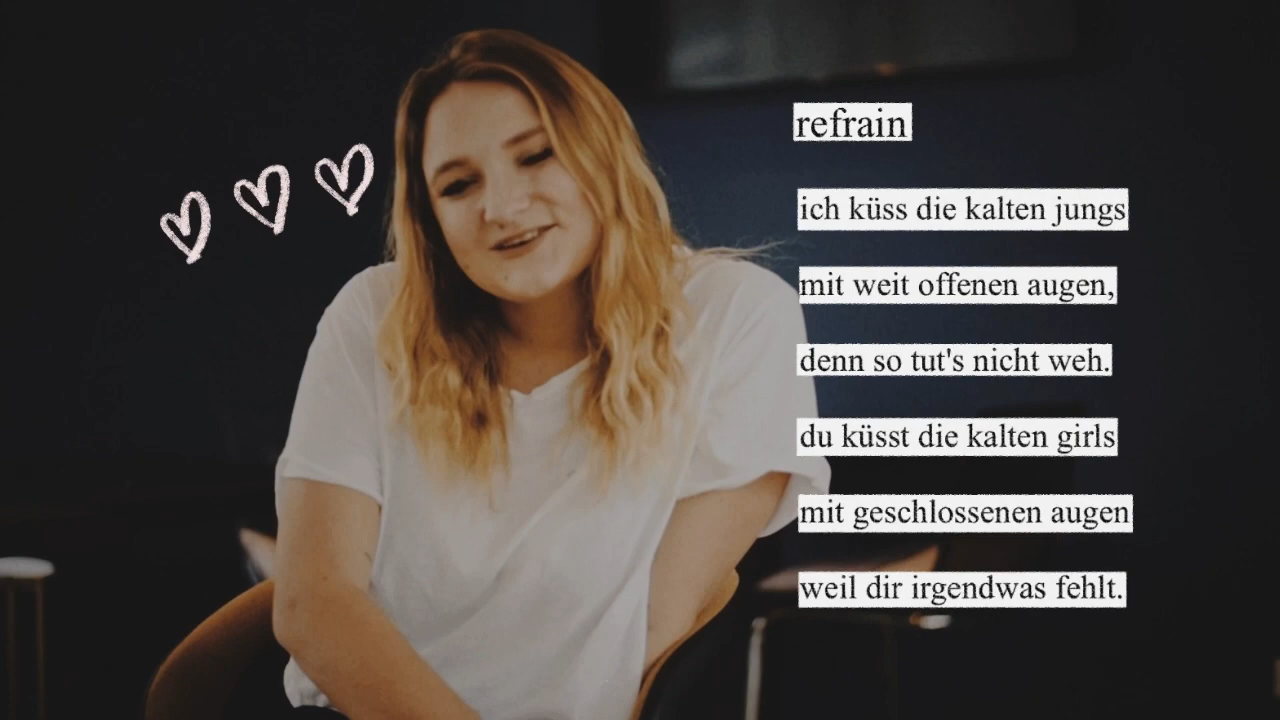 refrain
ich küss die kalten jungs
mit weit offenen augen,
denn so tut's nicht weh.
du küsst die kalten girls
mit geschlossenen augen
weil dir irgendwas fehlt.